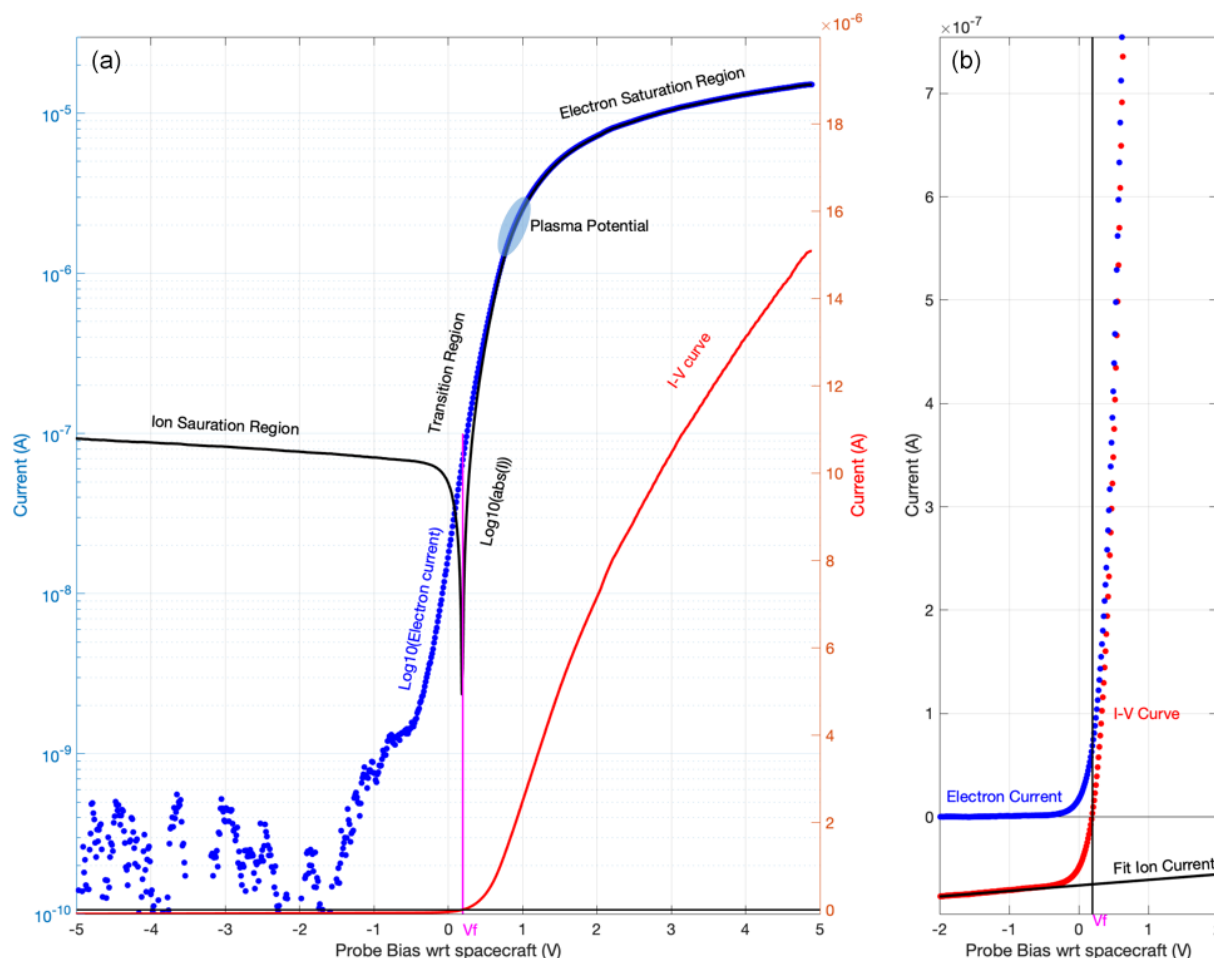 (a)
×10⁻⁶
10⁻⁵
10⁻⁶
10⁻⁷
10⁻⁸
10⁻⁹
10⁻¹⁰
Current (A)
Electron Saturation Region
Plasma Potential
Transition Region
Ion Sauration Region
Log10(abs(I))
Log10(Electron current)
I-V curve
Vf
-5 -4 -3 -2 -1 0 1 2 3 4 5
Probe Bias wrt spacecraft (V)
18
16
14
12
10
8
6
4
2
0
Current (A)
(b)
×10⁻⁷
7
6
5
4
3
2
1
0
Current (A)
I-V Curve
Electron Current
Fit Ion Current
Vf
-2 -1 0 1 2
Probe Bias wrt spacecraft (V)